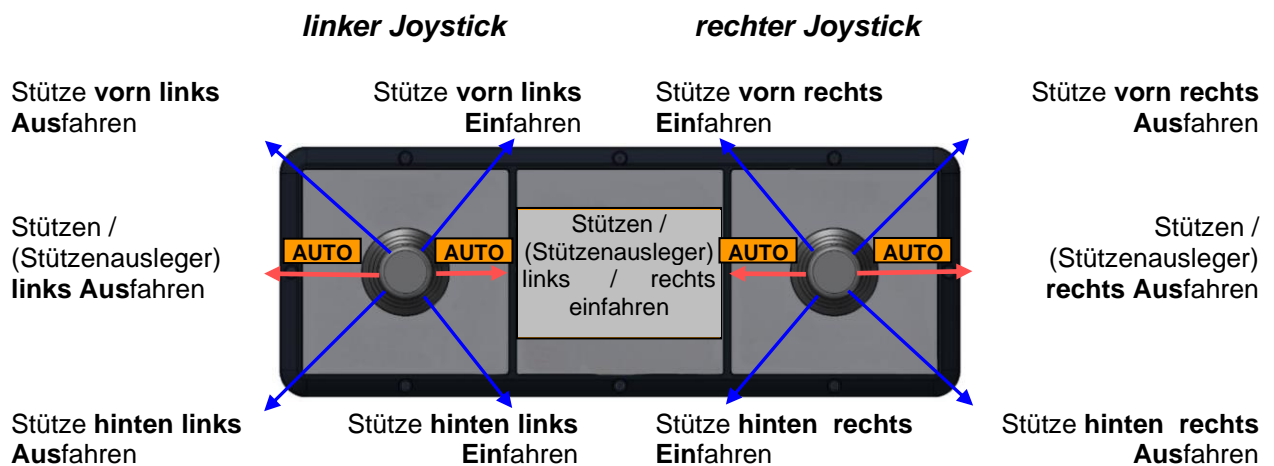 linker Joystick
rechter Joystick
Stütze vorn links
Ausfahren
Stütze vorn links
Einfahren
Stütze vorn rechts
Einfahren
Stütze vorn rechts
Ausfahren
Stützen /
(Stützenausleger)
links Ausfahren
AUTO
AUTO
Stützen /
(Stützenausleger)
links / rechts
einfahren
AUTO
AUTO
Stützen /
(Stützenausleger)
rechts Ausfahren
Stütze hinten links
Ausfahren
Stütze hinten links
Einfahren
Stütze hinten rechts
Einfahren
Stütze hinten rechts
Ausfahren